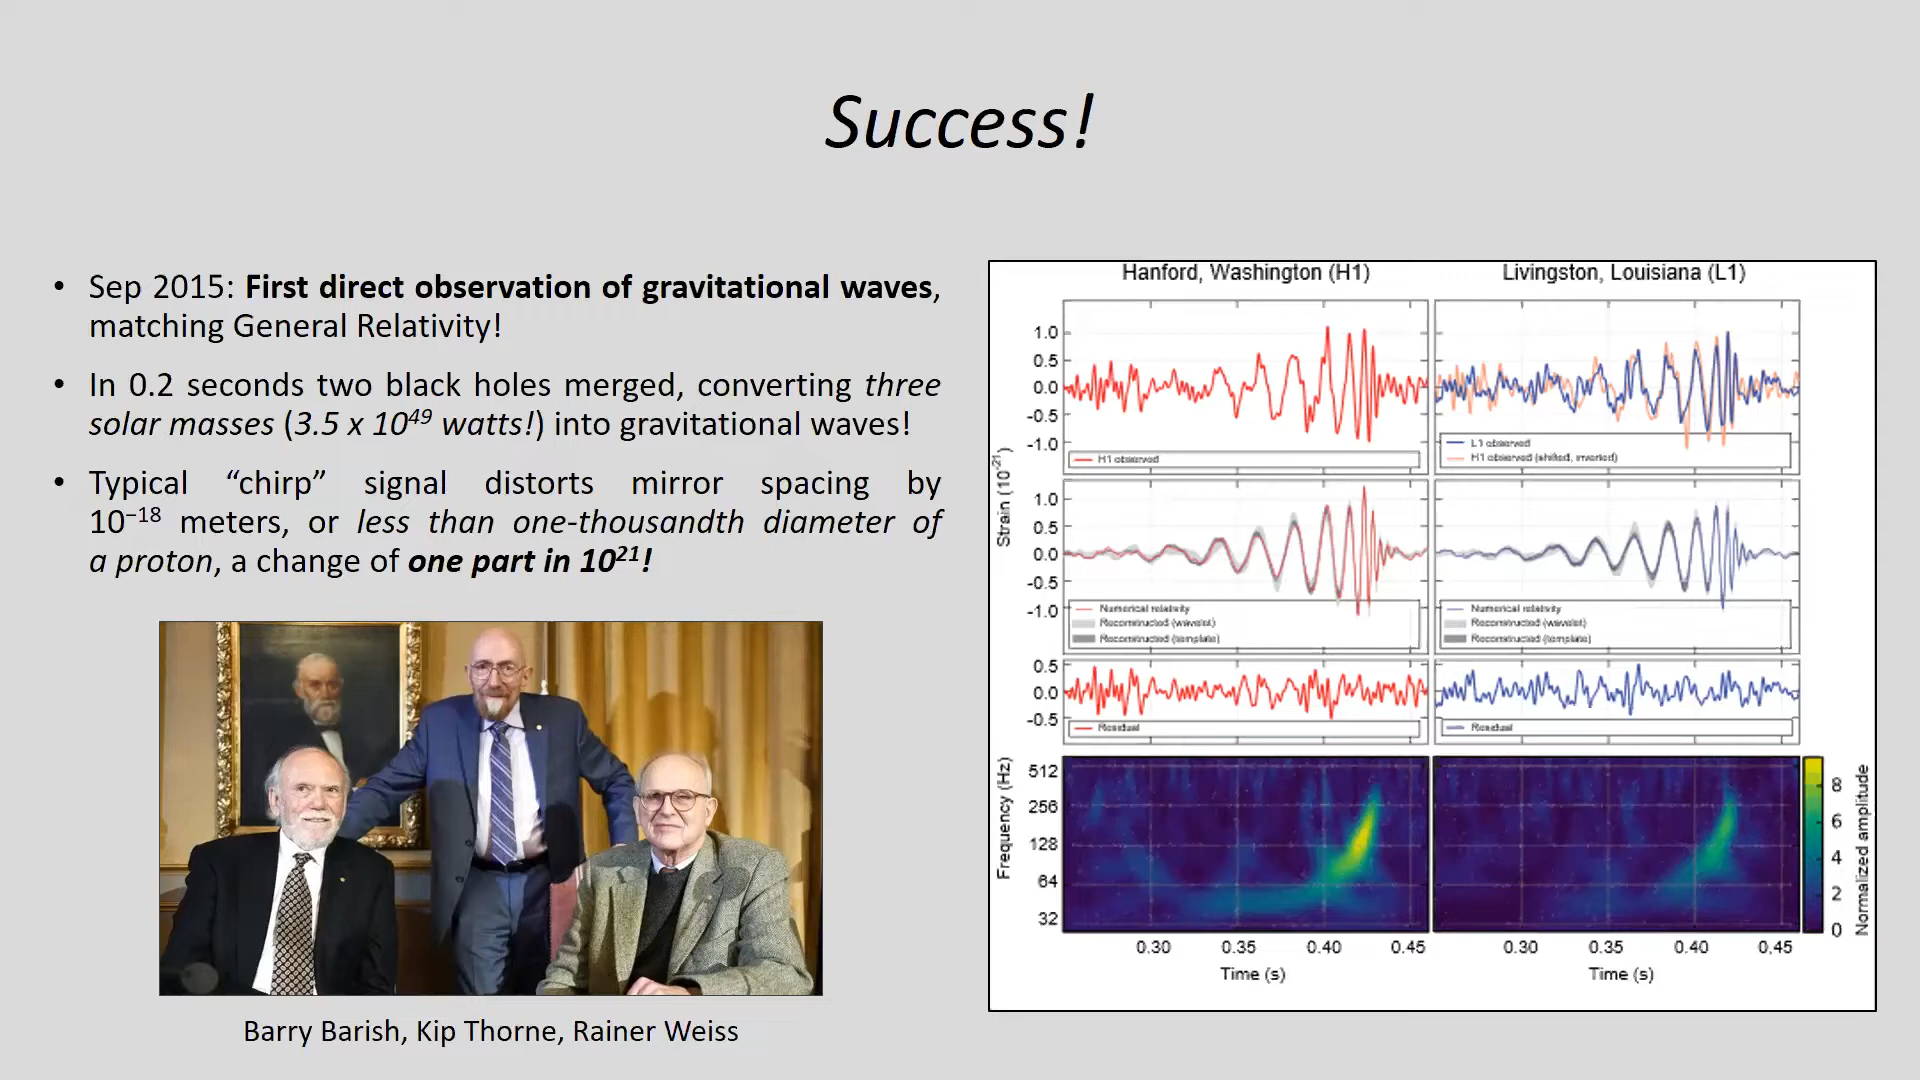 Success!
• Sep 2015: First direct observation of gravitational waves,
matching General Relativity!
• In 0.2 seconds two black holes merged, converting three
solar masses (3.5 x 10⁴⁹ watts!) into gravitational waves!
• Typical “chirp” signal distorts mirror spacing by
10⁻¹⁸ meters, or less than one-thousandth diameter of
a proton, a change of one part in 10²¹!
Barry Barish, Kip Thorne, Rainer Weiss
Hanford, Washington (H1)
Livingston, Louisiana (L1)
Strain (10⁻²¹)
1.0
0.5
0.0
-0.5
-1.0
H1 observed
L1 observed
H1 observed (shifted, inverted)
1.0
0.5
0.0
-0.5
-1.0
Numerical relativity
Reconstructed (wavelet)
Reconstructed (template)
Numerical relativity
Reconstructed (wavelet)
Reconstructed (template)
0.5
0.0
-0.5
Residual
Residual
Frequency (Hz)
512
256
128
64
32
8
6
4
2
0
Normalized amplitude
0.30 0.35 0.40 0.45
0.30 0.35 0.40 0.45
Time (s)
Time (s)